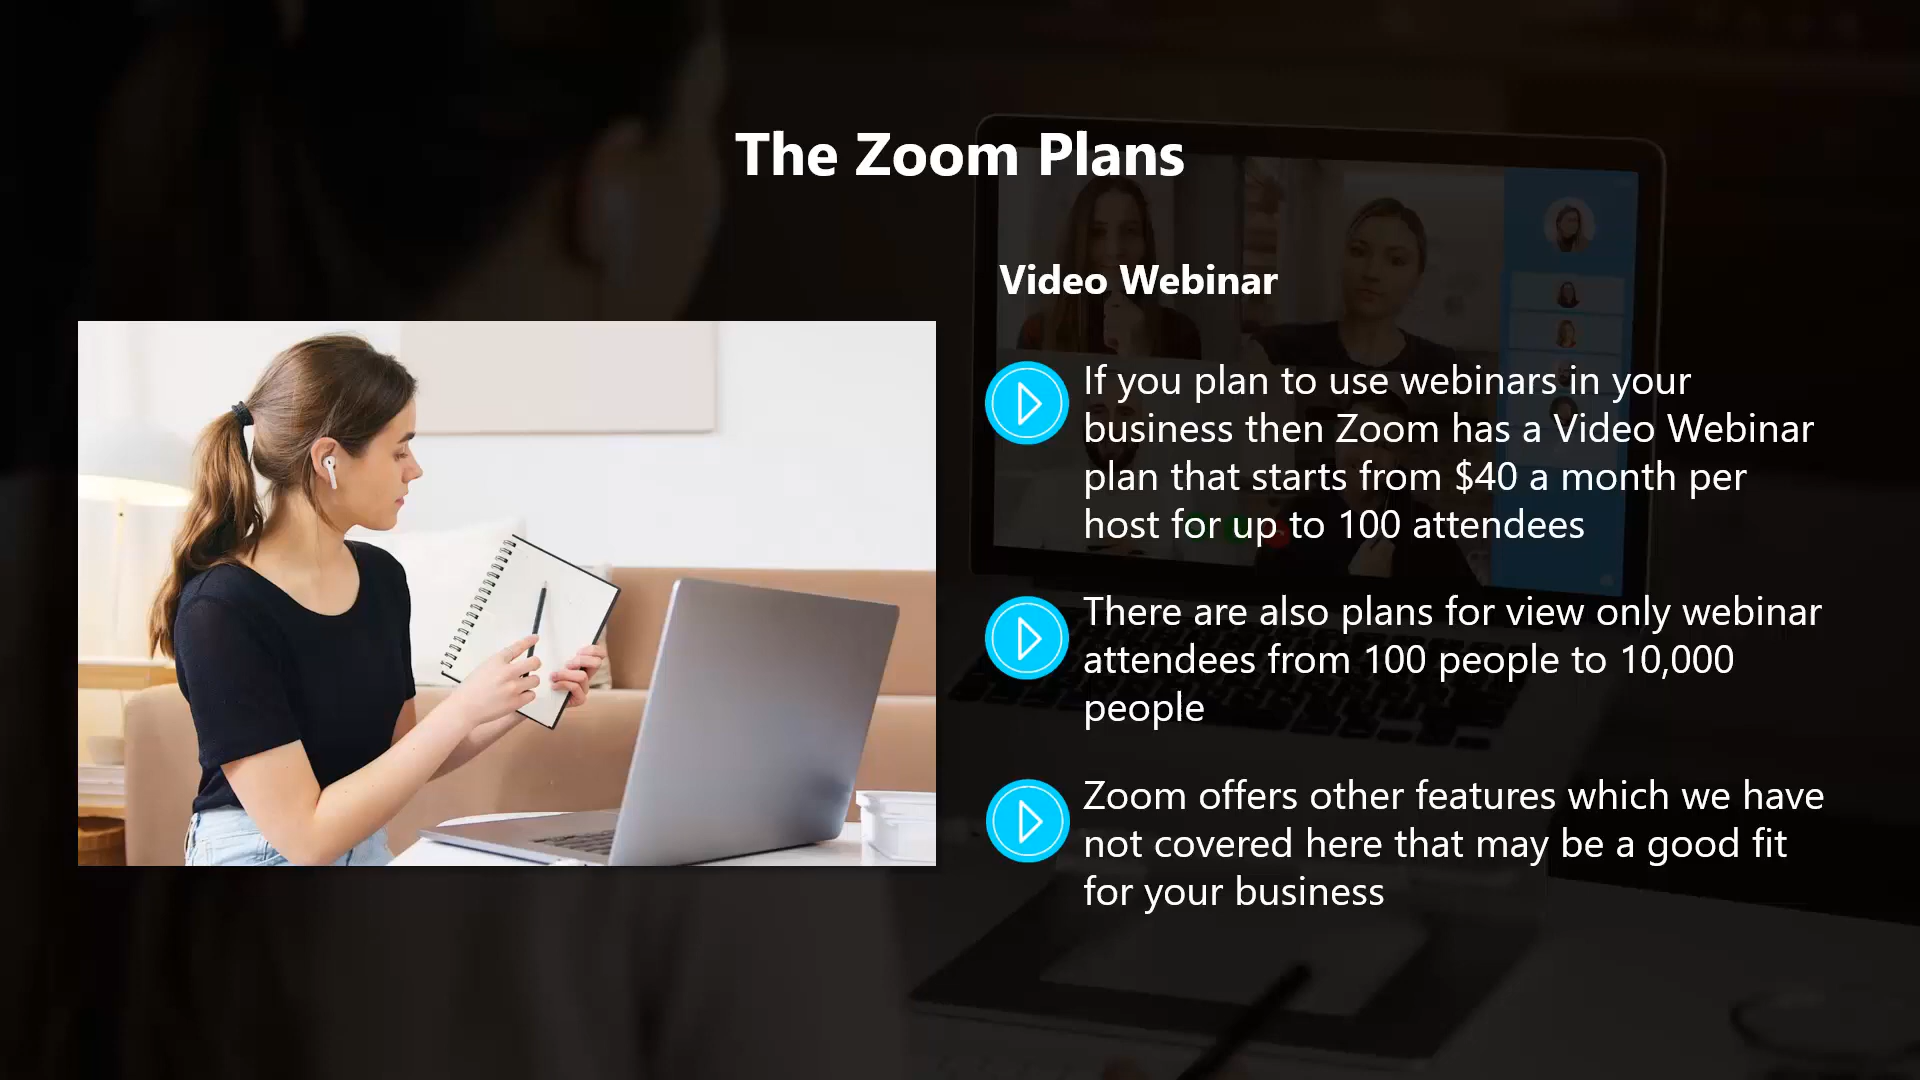 The Zoom Plans
Video Webinar
If you plan to use webinars in your
business then Zoom has a Video Webinar
plan that starts from $40 a month per
host for up to 100 attendees
There are also plans for view only webinar
attendees from 100 people to 10,000
people
Zoom offers other features which we have
not covered here that may be a good fit
for your business